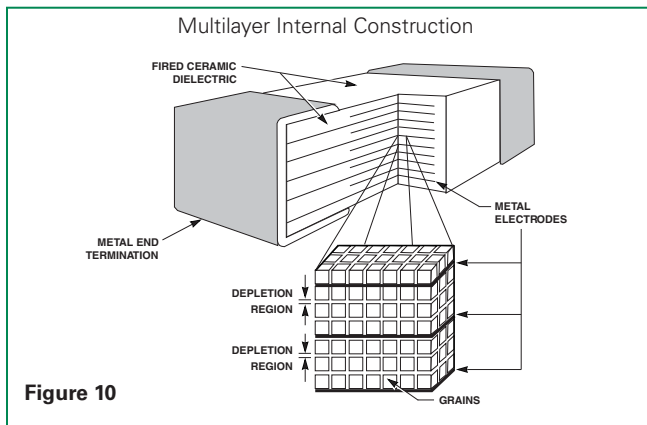 Multilayer Internal Construction
FIRED CERAMIC
DIELECTRIC
METAL
ELECTRODES
METAL END
TERMINATION
DEPLETION
REGION
DEPLETION
REGION
GRAINS
Figure 10